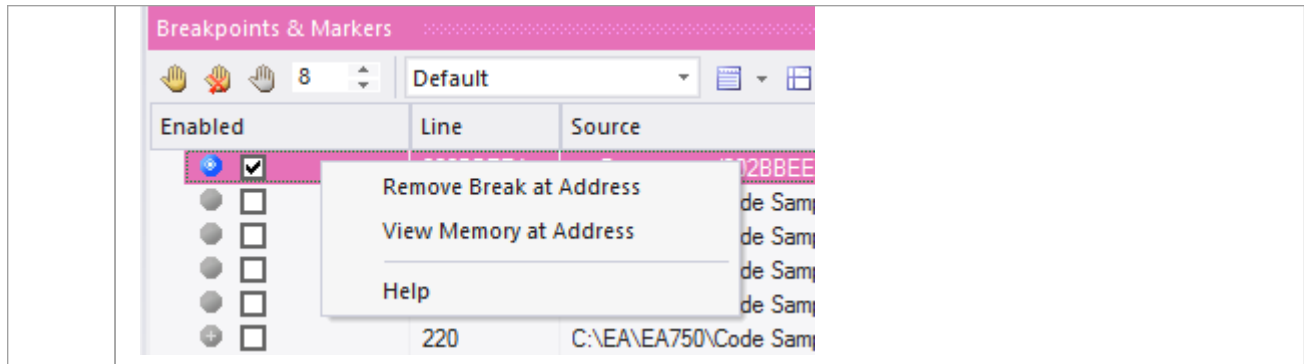 Breakpoints & Markers
8 Default
Enabled Line Source
Remove Break at Address
View Memory at Address
Help
220 C:\EA\EA750\Code Sam